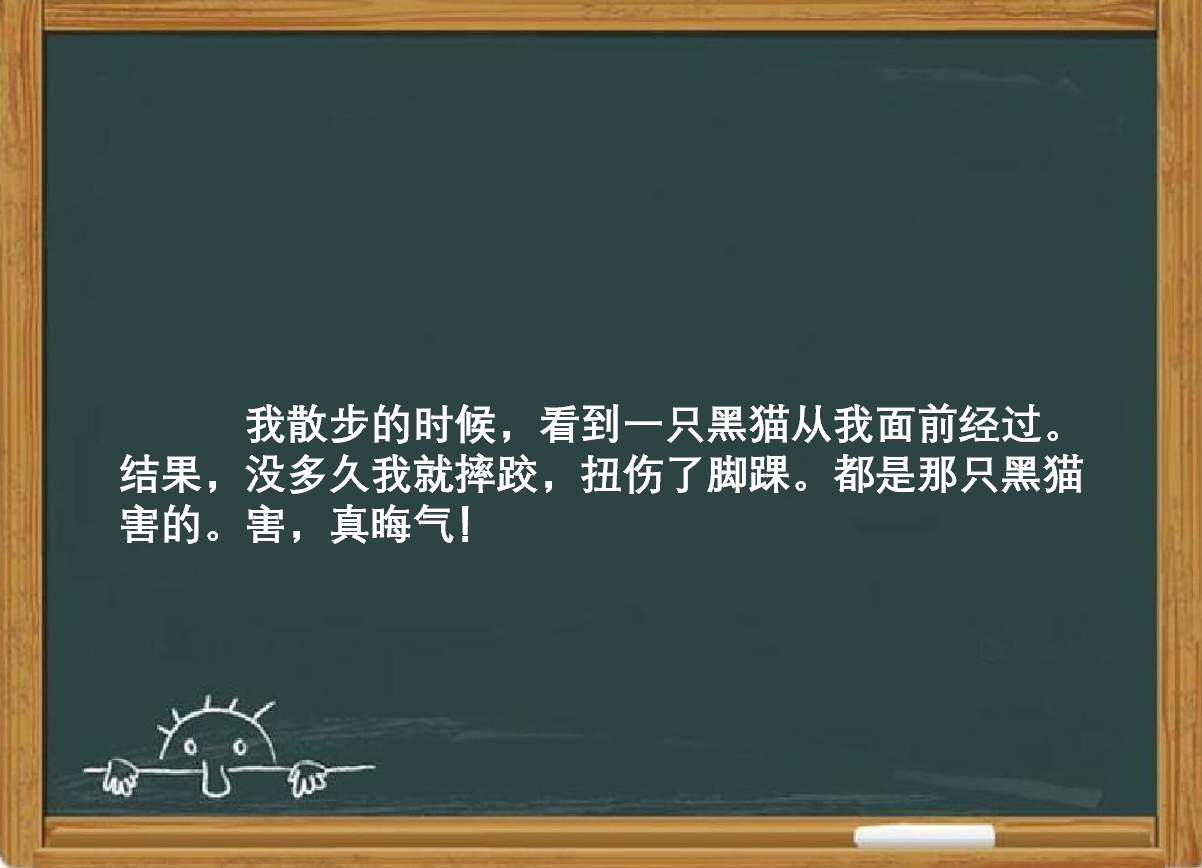 我散步的时候，看到一只黑猫从我面前经过。
结果，没多久我就摔跤，扭伤了脚踝。都是那只黑猫
害的。害，真晦气！